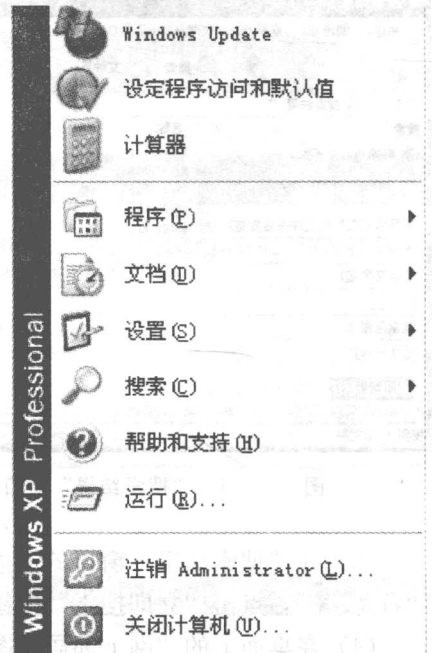 Windows Update
设定程序访问和默认值
计算器
程序(P)
文档(D)
设置(S)
搜索(C)
帮助和支持(H)
运行(R)...
注销 Administrator(L)...
关闭计算机(U)...
Windows XP Professional
图